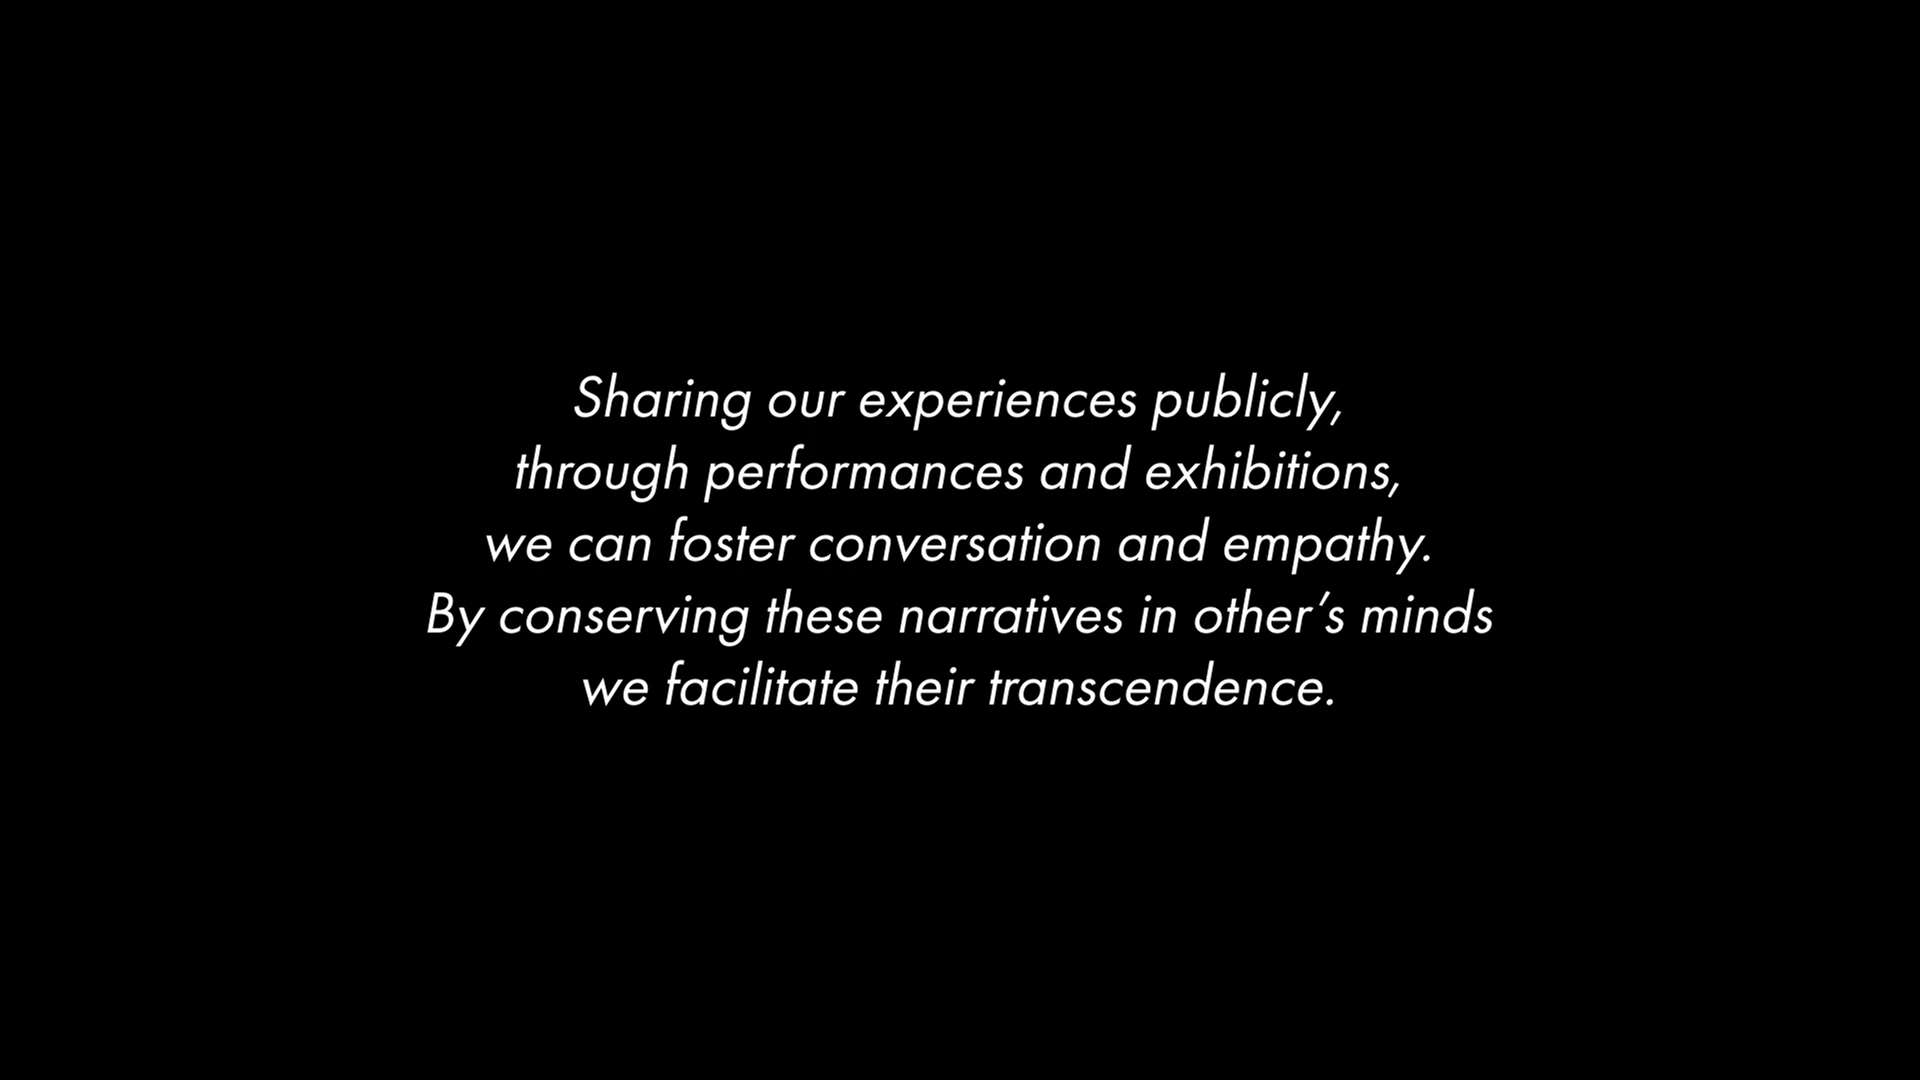 Sharing our experiences publicly,
through performances and exhibitions,
we can foster conversation and empathy.
By conserving these narratives in other’s minds
we facilitate their transcendence.